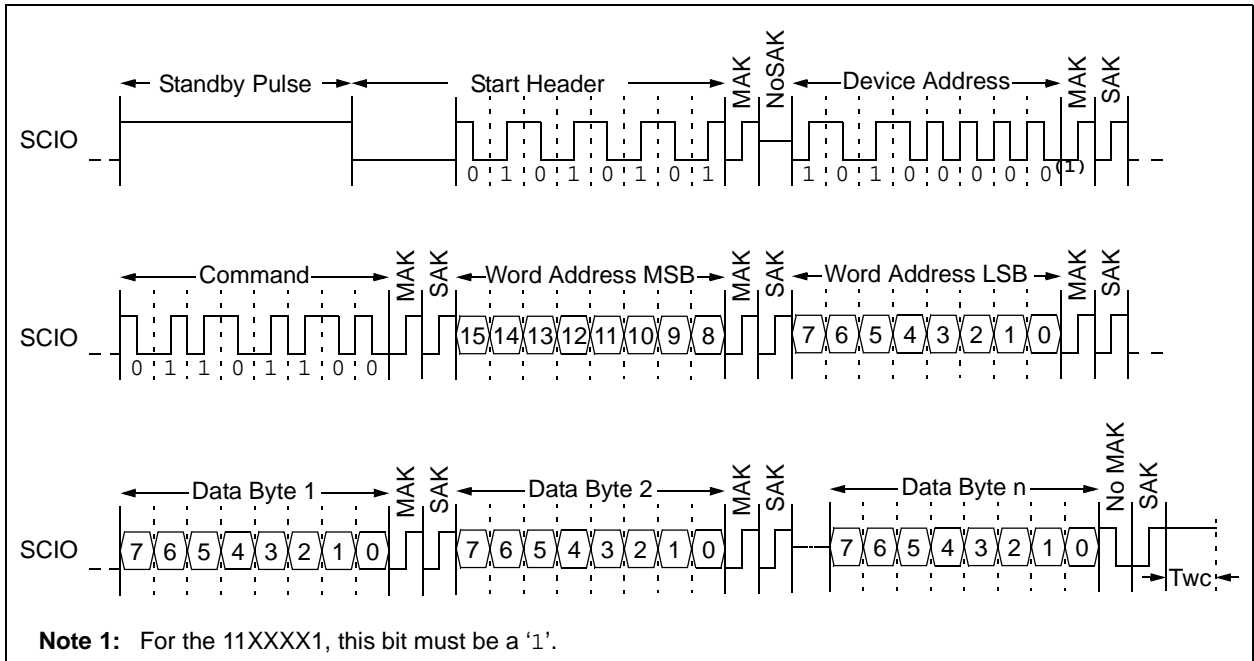 Standby Pulse Start Header MAK NoSAK Device Address MAK SAK
SCIO
0 1 0 1 0 1 0 1 1 0 1 0 0 0 0 0(1)
Command MAK SAK Word Address MSB MAK SAK Word Address LSB MAK SAK
SCIO
15 14 13 12 11 10 9 8 7 6 5 4 3 2 1 0
0 1 1 0 1 1 0 0
Data Byte 1 MAK SAK Data Byte 2 MAK SAK Data Byte n No MAK SAK
SCIO
7 6 5 4 3 2 1 0 7 6 5 4 3 2 1 0 7 6 5 4 3 2 1 0
Twc
Note 1: For the 11XXXX1, this bit must be a ‘1’.